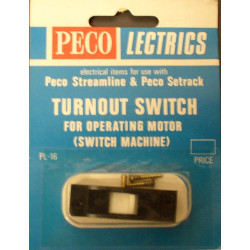 PECO LECTRICS
electrical items for use with
Peco Streamline & Peco Setrack
TURNOUT SWITCH
FOR OPERATING MOTOR
(SWITCH MACHINE)
PL-16
PRICE